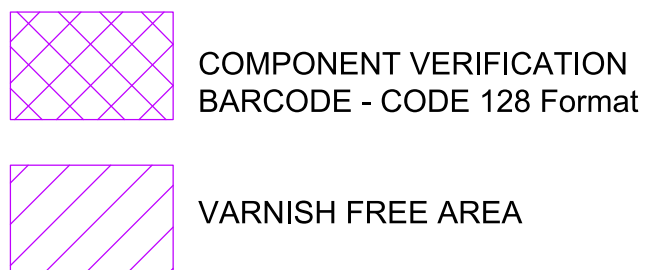 COMPONENT VERIFICATION
BARCODE - CODE 128 Format
VARNISH FREE AREA